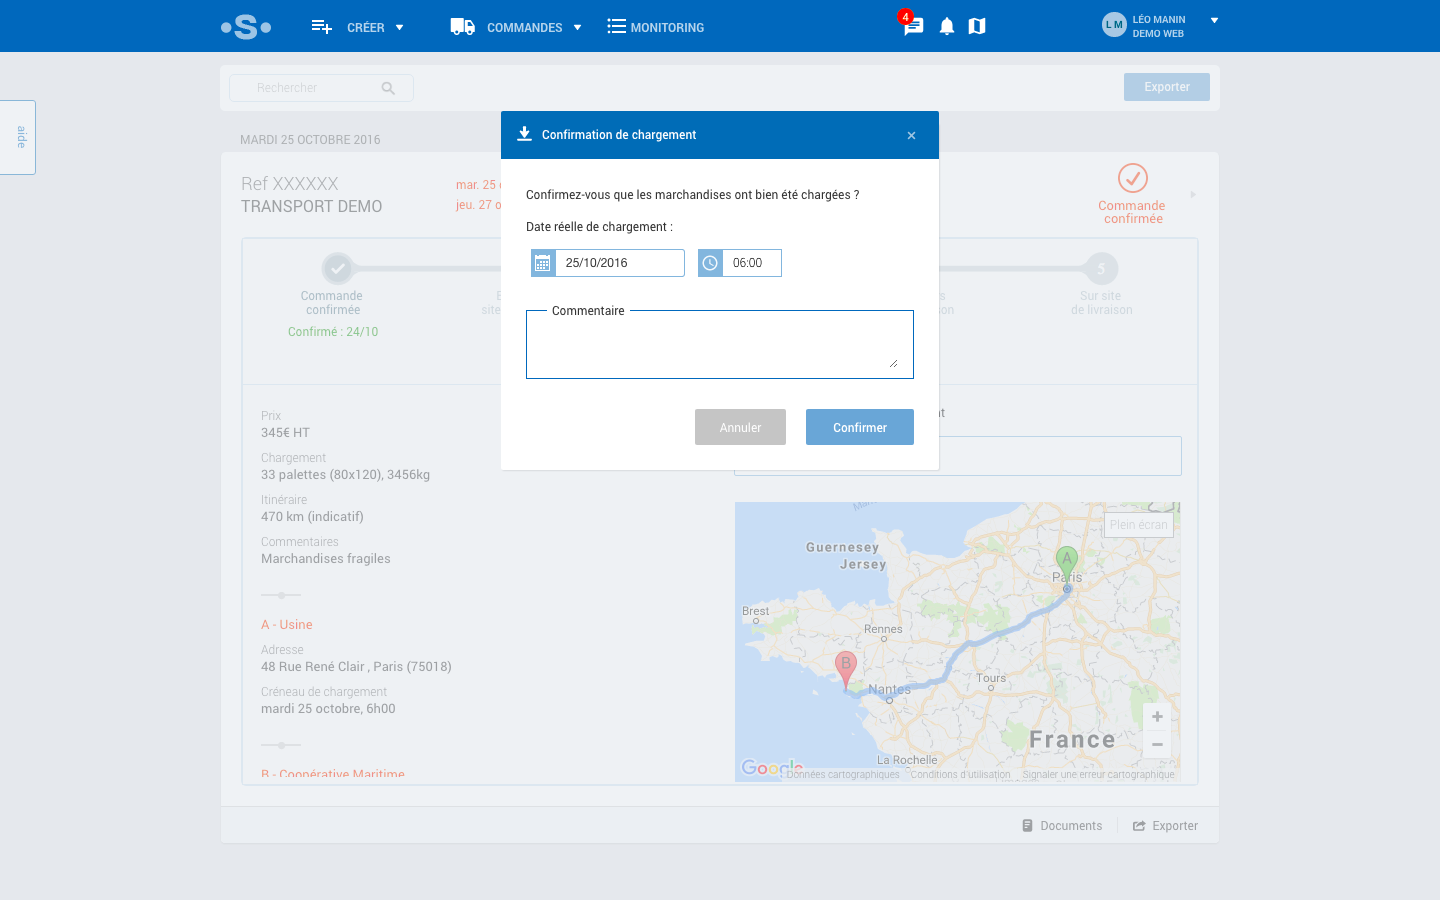 S
CRÉER
COMMANDES
MONITORING
4
L M
LÉO MANIN
DEMO WEB
Rechercher
Exporter
aide
MARDI 25 OCTOBRE 2016
Confirmation de chargement
×
Ref XXXXXX
TRANSPORT DEMO
mar. 25
jeu. 27 o
Commande
confirmée
Confirmez-vous que les marchandises ont bien été chargées ?
Date réelle de chargement :
25/10/2016
06:00
Commentaire
Annuler
Confirmer
Commande
confirmée
Confirmé : 24/10
site
s
son
5
Sur site
de livraison
Prix
345€ HT
Chargement
33 palettes (80x120), 3456kg
Itinéraire
470 km (indicatif)
Commentaires
Marchandises fragiles
A - Usine
Adresse
48 Rue René Clair , Paris (75018)
Créneau de chargement
mardi 25 octobre, 6h00
B - Coopérative Maritime
nt
Plein écran
Guernesey
Jersey
A
Paris
Brest
Rennes
B
Nantes
Tours
France
La Rochelle
+
−
Google
Données cartographiques
Conditions d'utilisation
Signaler une erreur cartographique
Documents
Exporter